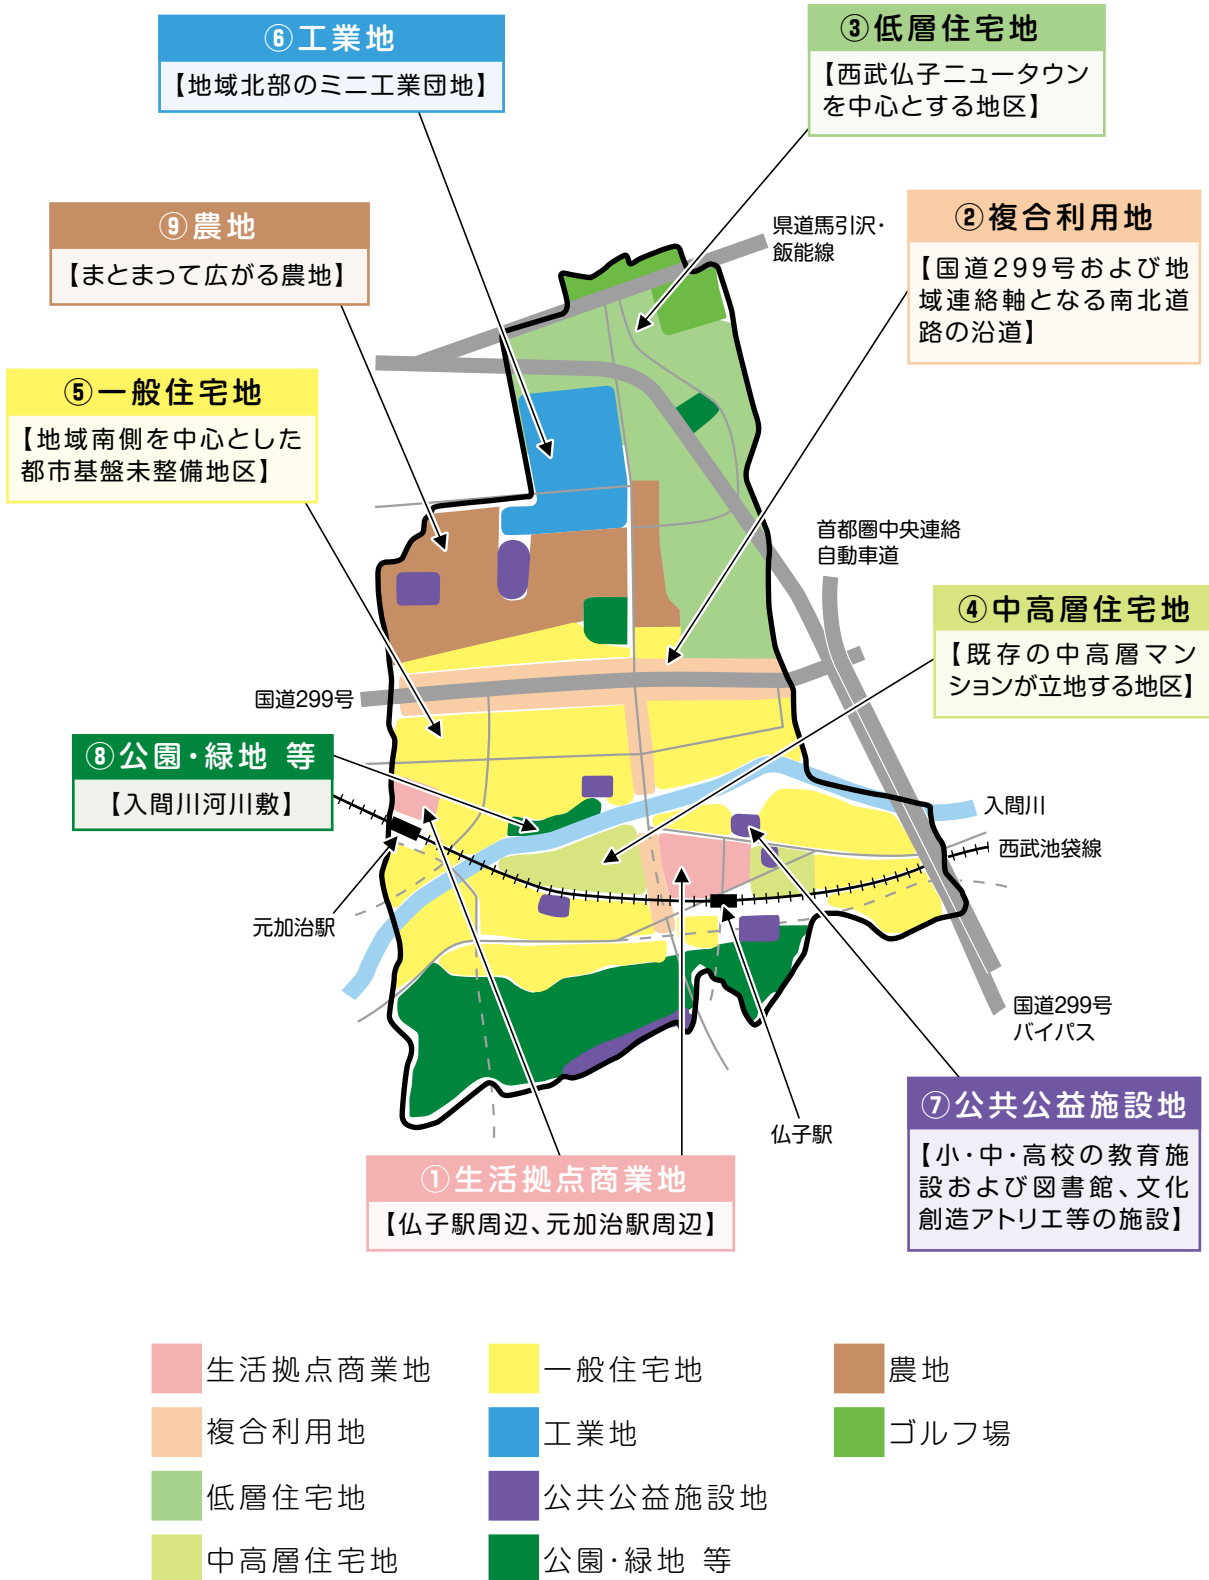 ⑥工業地
【地域北部のミニ工業団地】
③低層住宅地
【西武仏子ニュータウン
を中心とする地区】
⑨農地
【まとまって広がる農地】
県道馬引沢・
飯能線
②複合利用地
【国道299号および地
域連絡軸となる南北道
路の沿道】
⑤一般住宅地
【地域南側を中心とした
都市基盤未整備地区】
首都圏中央連絡
自動車道
④中高層住宅地
【既存の中高層マン
ションが立地する地区】
国道299号
⑧公園・緑地 等
【入間川河川敷】
入間川
西武池袋線
元加治駅
国道299号
バイパス
⑦公共公益施設地
【小・中・高校の教育施
設および図書館、文化
創造アトリエ等の施設】
仏子駅
①生活拠点商業地
【仏子駅周辺、元加治駅周辺】
生活拠点商業地
一般住宅地
農地
複合利用地
工業地
ゴルフ場
低層住宅地
公共公益施設地
中高層住宅地
公園・緑地 等